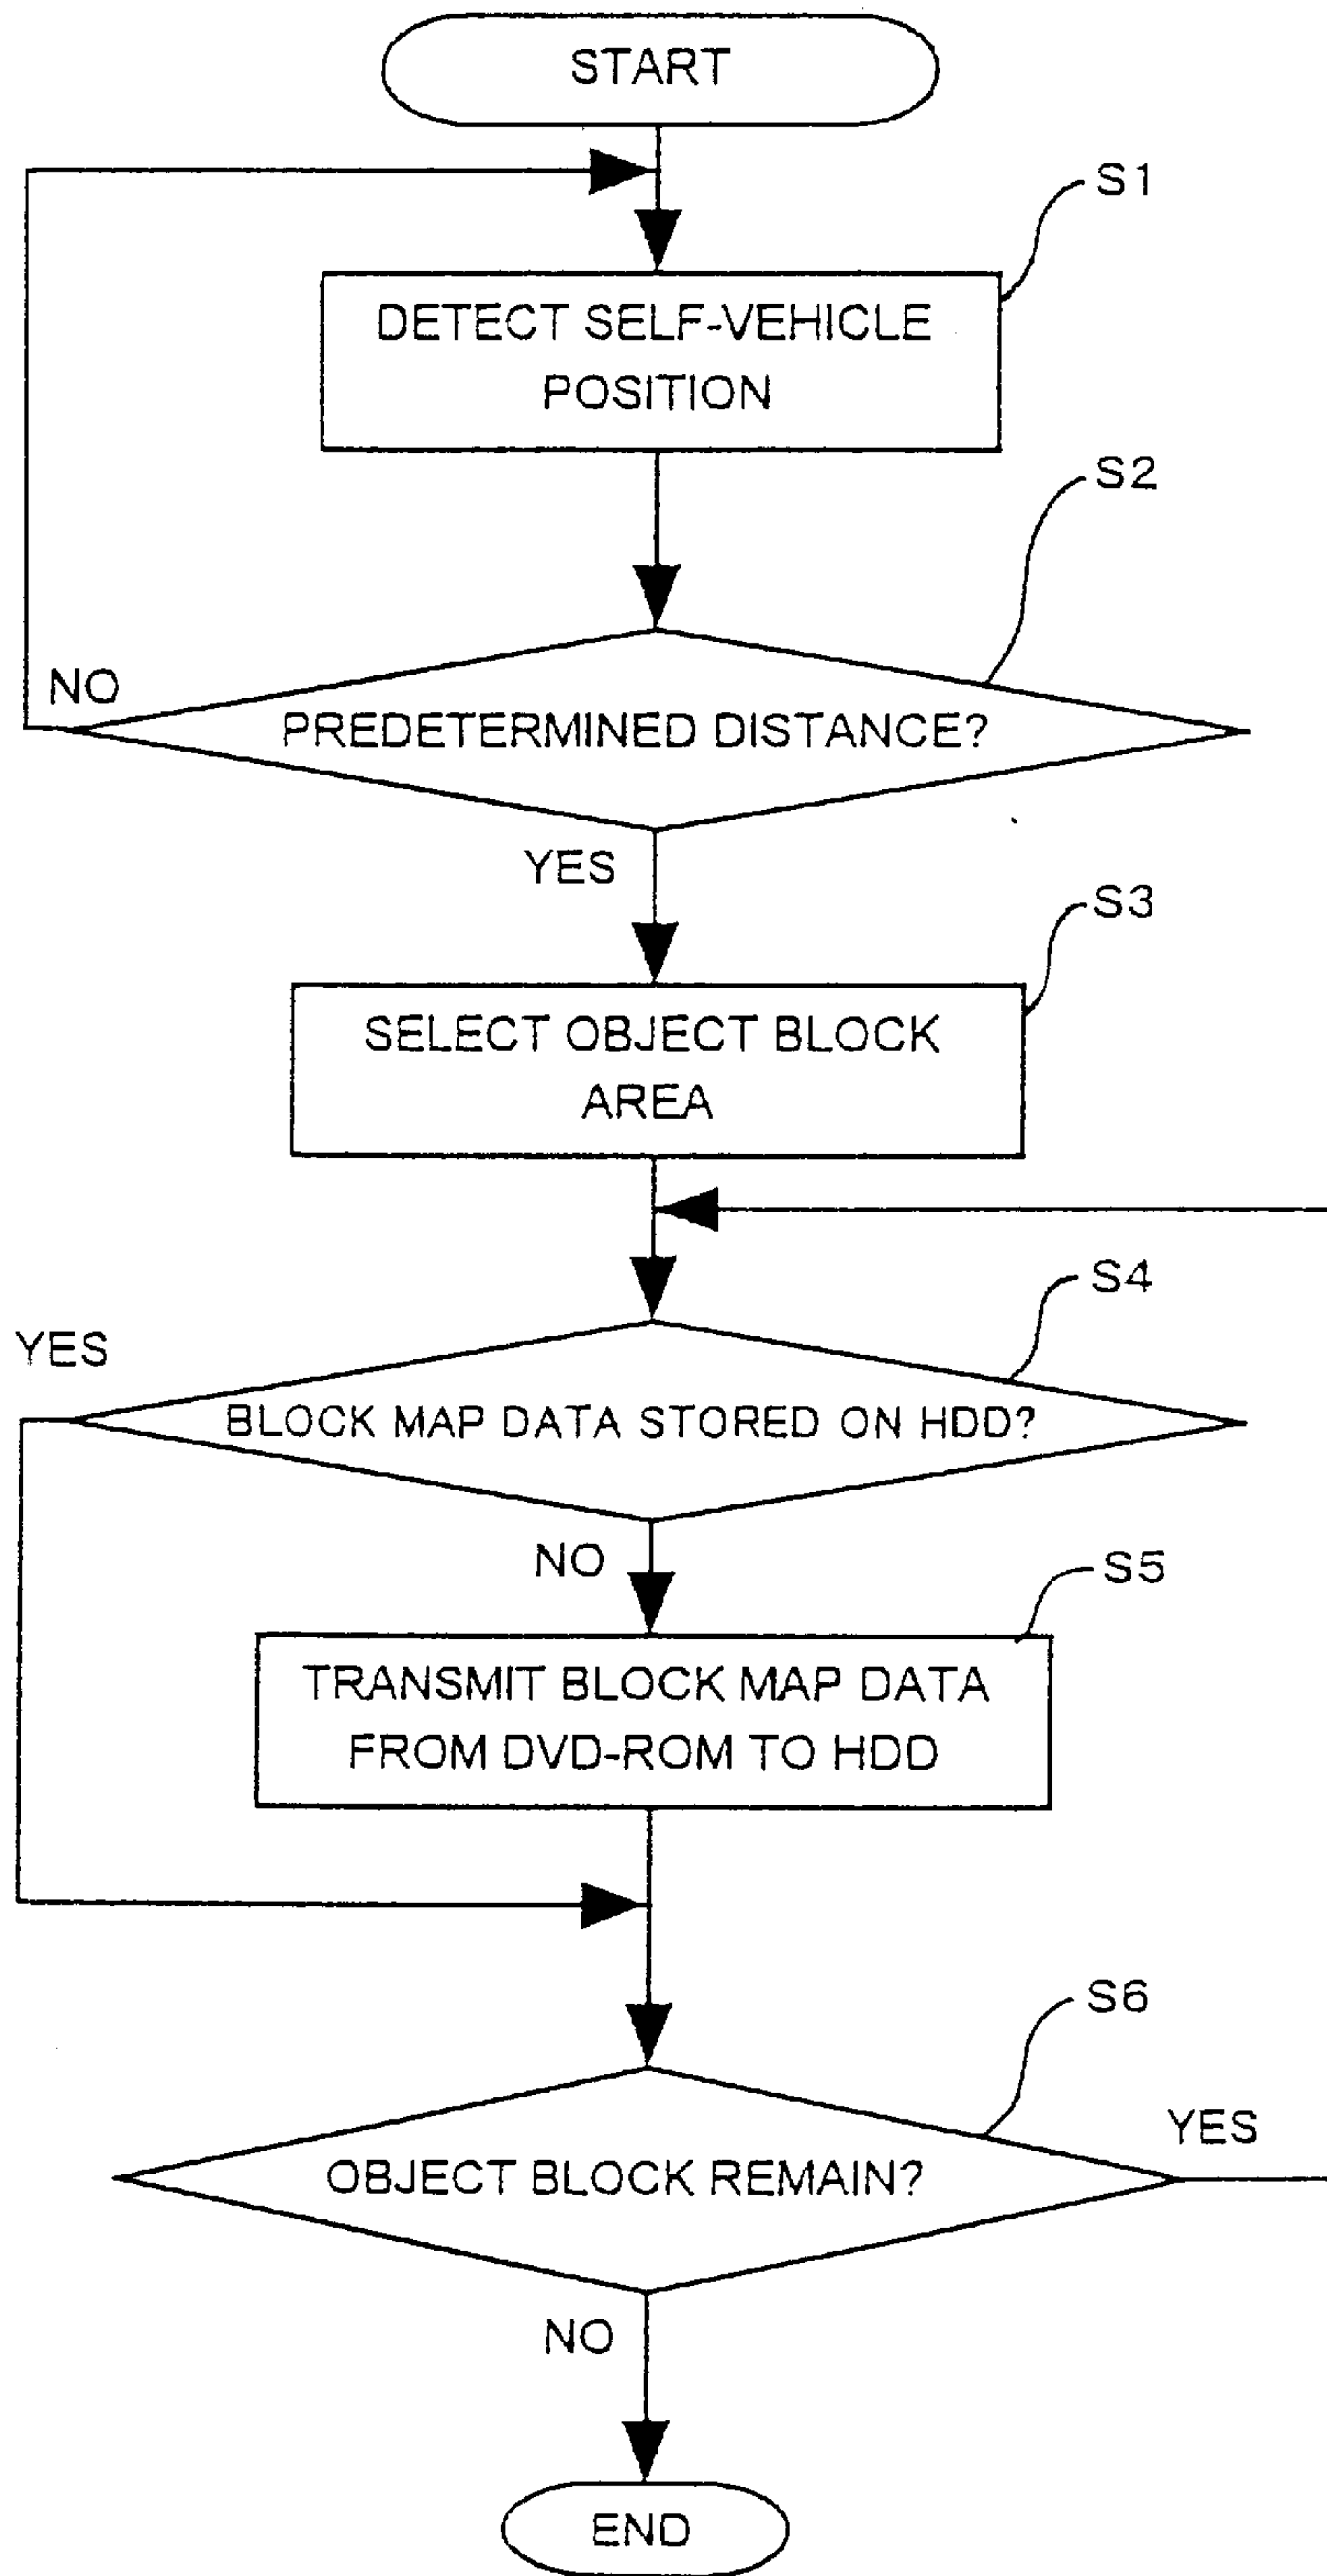 START
S1
DETECT SELF-VEHICLE
POSITION
S2
NO
PREDETERMINED DISTANCE?
YES
S3
SELECT OBJECT BLOCK
AREA
S4
YES
BLOCK MAP DATA STORED ON HDD?
NO
S5
TRANSMIT BLOCK MAP DATA
FROM DVD-ROM TO HDD
S6
YES
OBJECT BLOCK REMAIN?
NO
END